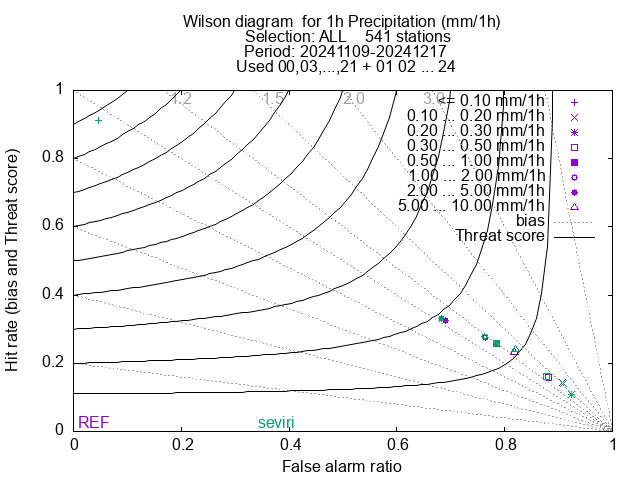 Wilson diagram  for 1h Precipitation (mm/1h)
Selection: ALL    541 stations
Period: 20241109-20241217
Used 00,03,...,21 + 01 02 ... 24
1.2 1.5 2.0 3.0
<= 0.10 mm/1h
0.10 ... 0.20 mm/1h
0.20 ... 0.30 mm/1h
0.30 ... 0.50 mm/1h
0.50 ... 1.00 mm/1h
1.00 ... 2.00 mm/1h
2.00 ... 5.00 mm/1h
5.00 ... 10.00 mm/1h
bias
Threat score
Hit rate (bias and Threat score)
1
0.8
0.6
0.4
0.2
0
REF seviri
0 0.2 0.4 0.6 0.8 1
False alarm ratio